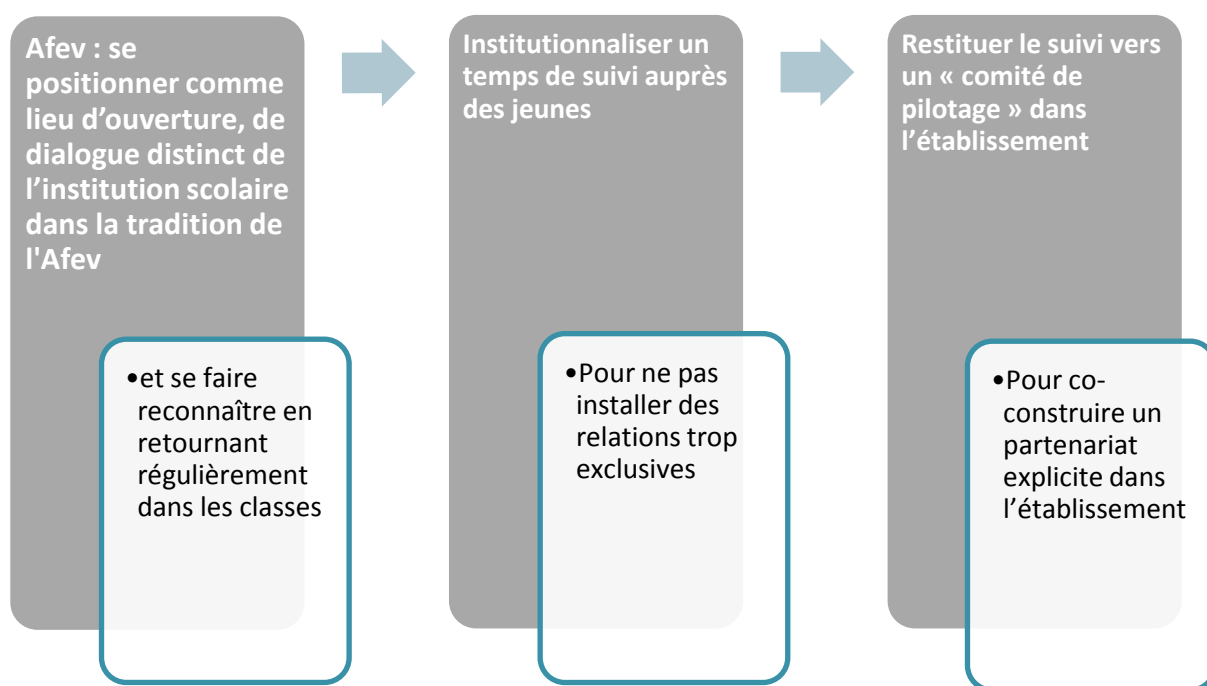 Afev : se
positionner comme
lieu d’ouverture, de
dialogue distinct de
l’institution scolaire
dans la tradition de
l'Afev
•et se faire
reconnaître en
retournant
régulièrement
dans les classes
Institutionnaliser un
temps de suivi auprès
des jeunes
•Pour ne pas
installer des
relations trop
exclusives
Restituer le suivi vers
un « comité de
pilotage » dans
l’établissement
•Pour co-
construire un
partenariat
explicite dans
l’établissement